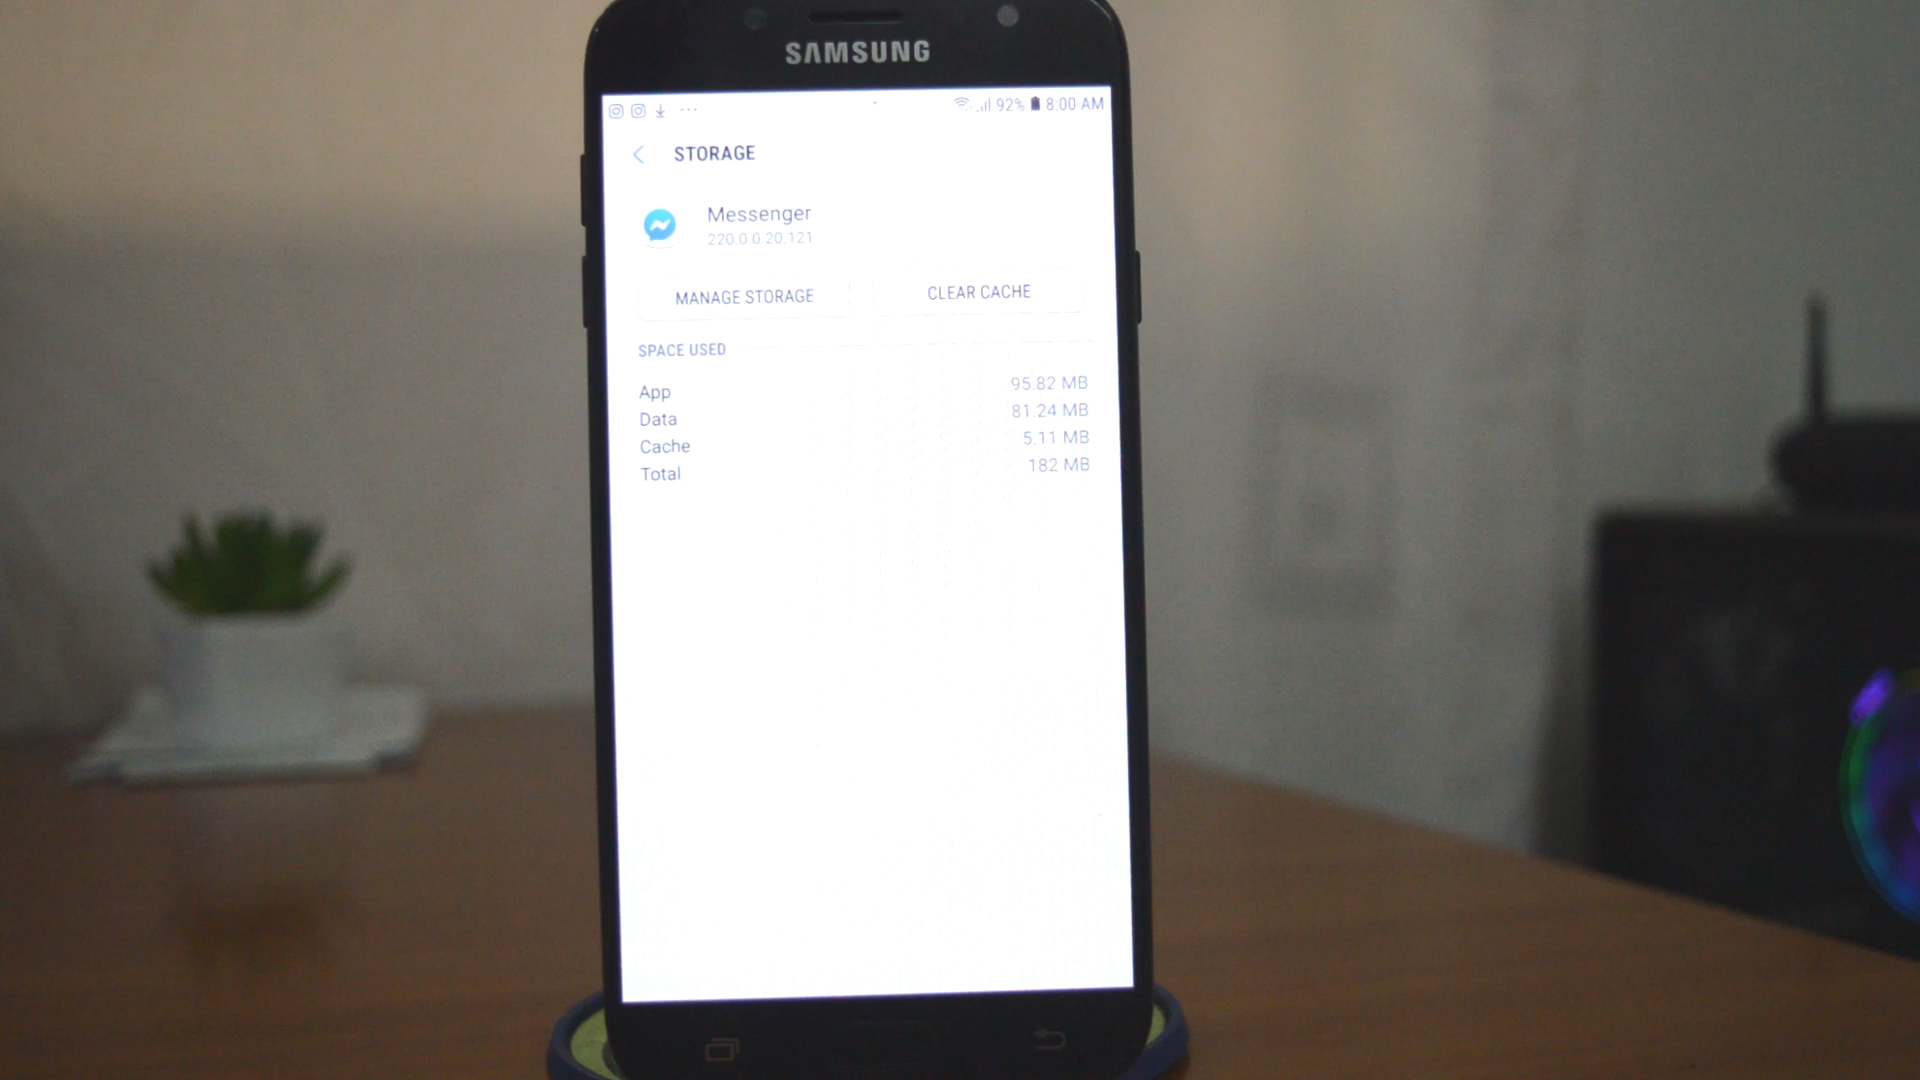 SAMSUNG
92% 8:00 AM
STORAGE
Messenger
220.0.0.20.121
MANAGE STORAGE CLEAR CACHE
SPACE USED
App 95.82 MB
Data 81.24 MB
Cache 5.11 MB
Total 182 MB